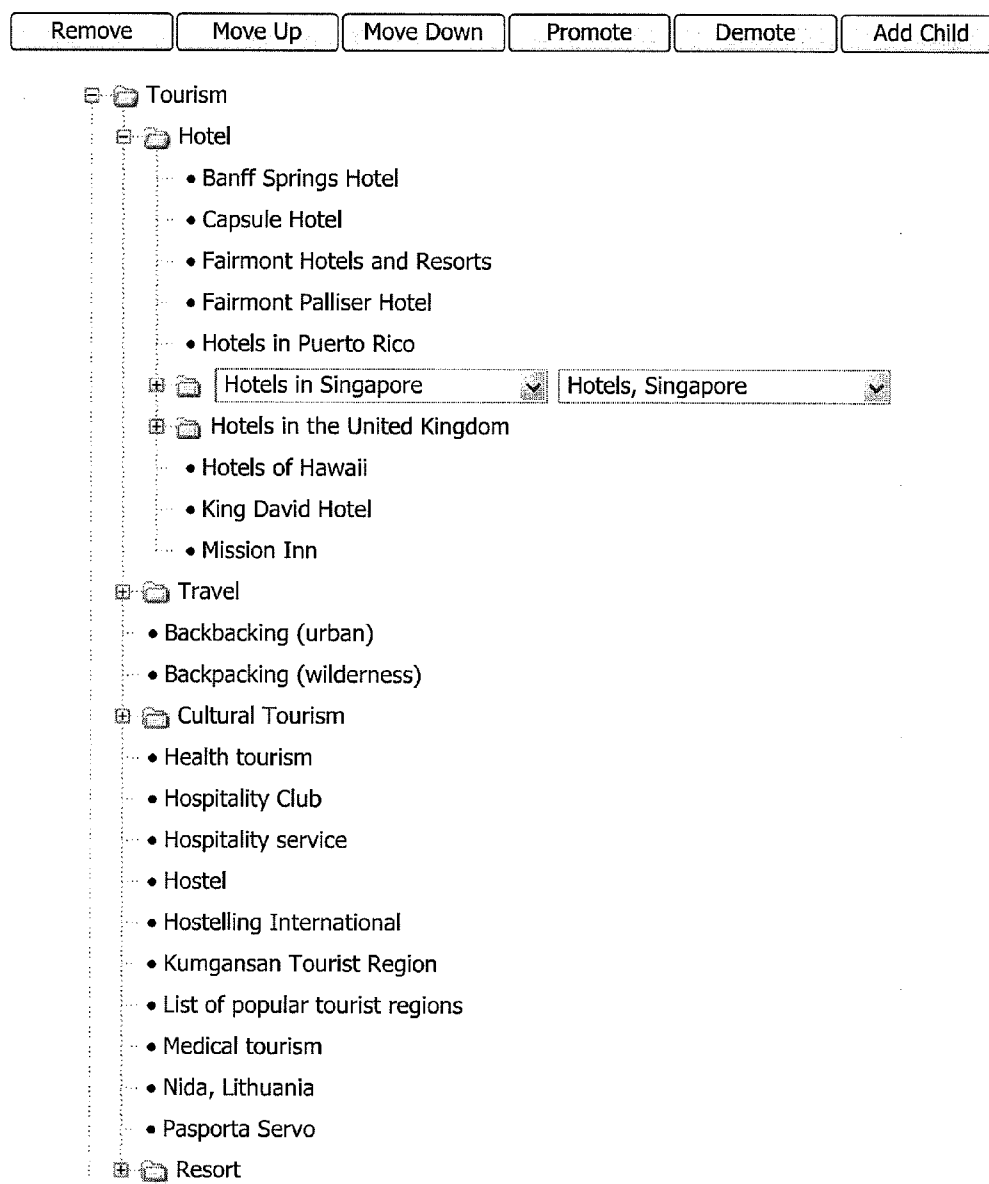 Remove Move Up Move Down Promote Demote Add Child
Tourism
Hotel
• Banff Springs Hotel
• Capsule Hotel
• Fairmont Hotels and Resorts
• Fairmont Palliser Hotel
• Hotels in Puerto Rico
Hotels in Singapore Hotels, Singapore
Hotels in the United Kingdom
• Hotels of Hawaii
• King David Hotel
• Mission Inn
Travel
• Backbacking (urban)
• Backpacking (wilderness)
Cultural Tourism
• Health tourism
• Hospitality Club
• Hospitality service
• Hostel
• Hostelling International
• Kumgansan Tourist Region
• List of popular tourist regions
• Medical tourism
• Nida, Lithuania
• Pasporta Servo
Resort